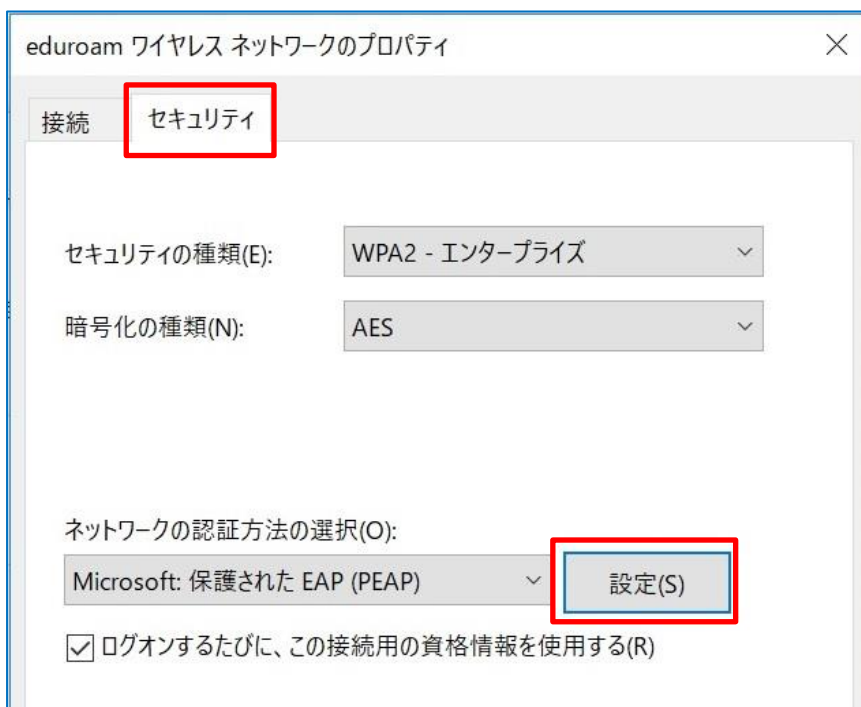 eduroam ワイヤレス ネットワークのプロパティ
接続 セキュリティ
セキュリティの種類(E): WPA2 - エンタープライズ
暗号化の種類(N): AES
ネットワークの認証方法の選択(O):
Microsoft: 保護された EAP (PEAP) 設定(S)
ログオンするたびに、この接続用の資格情報を使用する(R)